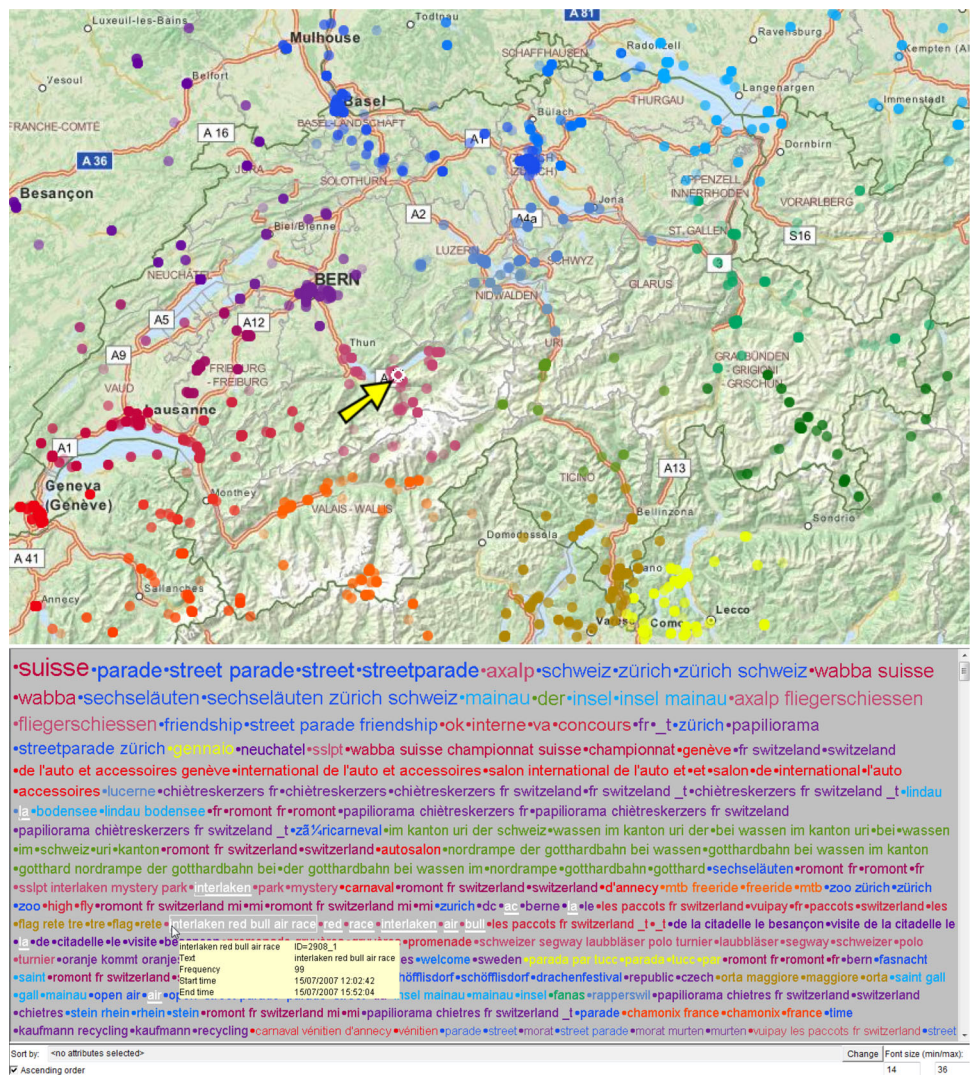 Luxeuil-les-Bains
Todtnau
A 81
Ravensburg
Mulhouse
SCHAFFHAUSEN
Radolfzell
Kempten (Al
Vesoul
Belfort
Langenargen
Immenstadt
Basel
Bülach
THURGAU
FRANCHE-COMTÉ
A 16
BASEL-LANDSCHAFT
A1
A 36
Dornbirn
JURA
SOLOTHURN
(ZÜRICH)
APPENZELL
INNERRHODEN
Besançon
A2
A4a
Jona
VORARLBERG
Biel/Bienne
ST. GALLEN
S16
LUZERN
SCHWYZ
3
NEUCHÂTEL
BERN
NIDWALDEN
GLARUS
A5
A12
Thun
URI
A9
FRIBOURG
- FREIBURG
GRAUBÜNDEN
- GRIGIONI
- GRISCHUN
VAUD
Lausanne
A1
TICINO
A13
Geneva
(Genève)
Monthey
VALAIS - WALLIS
Bellinzona
Sondrio
Domodossola
A 41
Sallanches
Annecy
Lecco
Varese
Como
•suisse•parade•street parade•street•streetparade•axalp•schweiz•zürich•zürich schweiz•wabba suisse
•wabba•sechseläuten•sechseläuten zürich schweiz•mainau•der•insel•insel mainau•axalp fliegerschiessen
•fliegerschiessen•friendship•street parade friendship•ok•interne•va•concours•fr•_t•zürich•papiliorama
•streetparade zürich•gennaio•neuchatel•sslpt•wabba suisse championnat suisse•championnat•genève•fr switzeland•switzeland
•de l'auto et accessoires genève•international de l'auto et accessoires•salon international de l'auto et•et•salon•de•international•l'auto
•accessoires•lucerne•chiètreskerzers fr•chiètreskerzers•chiètreskerzers fr switzeland•fr switzeland _t•chiètreskerzers fr switzeland _t•lindau
•la•bodensee•lindau bodensee•fr•romont fr•romont•papiliorama chiètreskerzers fr•papiliorama chiètreskerzers fr switzeland
•papiliorama chiètreskerzers fr switzeland _t•zã¼ricarneval•im kanton uri der schweiz•wassen im kanton uri der•bei wassen im kanton uri•bei•wassen
•im•schweiz•uri•kanton•romont fr switzerland•switzerland•autosalon•nordrampe der gotthardbahn bei•gotthardbahn bei wassen im kanton
•gotthard nordrampe der gotthardbahn bei•der gotthardbahn bei wassen im•nordrampe•gotthardbahn•gotthard•sechseläuten•romont fr•romont•fr
•sslpt interlaken mystery park•interlaken•park•mystery•carnaval•romont fr switzerland•switzerland•d'annecy•mtb freeride•freeride•mtb•zoo zürich•zürich
•zoo•high•fly•romont fr switzerland mi•mi•romont fr switzerland mi•mi•zurich•dc•ac•berne•la•le•les paccots fr switzerland•vuipay•fr•paccots•switzerland•les
•flag rete tre•tre•flag•rete•interlaken red bull air race•red•race•interlaken•air•bull•les paccots fr switzerland _t•_t•de la citadelle le besançon•visite de la citadelle le
•la•de•citadelle•le•visite•promenade•schweizer segway laubbläser polo turnier•laubbläser•segway•schweizer•polo
•turnier•oranje kommt oranje•welcome•sweden•parada par tucc•parada•tucc•par•romont fr•romont•fr•bern•fasnacht
•saint•romont fr switzerland•schöfflisdorf•drachenfestival•republic•czech•orta maggiore•maggiore•orta•saint gall
•gall•mainau•open air•air•insel mainau•mainau•insel•fanas•rapperswil•papiliorama chietres fr switzerland•switzerland
•chietres•stein rhein•rhein•stein•romont fr switzerland mi•mi•papiliorama chietres fr switzerland _t•parade•chamonix france•chamonix•france•time
•kaufmann recycling•kaufmann•recycling•carnaval vénitien d'annecy•vénitien•parade•street•morat•street parade•morat murten•murten•vuipay les paccots fr switzerland•street
interlaken red bull air race ID=2908_1
Text interlaken red bull air race
Frequency 99
Start time 15/07/2007 12:02:42
End time 15/07/2007 15:52:04
Sort by: <no attributes selected> Change Font size (min/max):
Ascending order 14 36